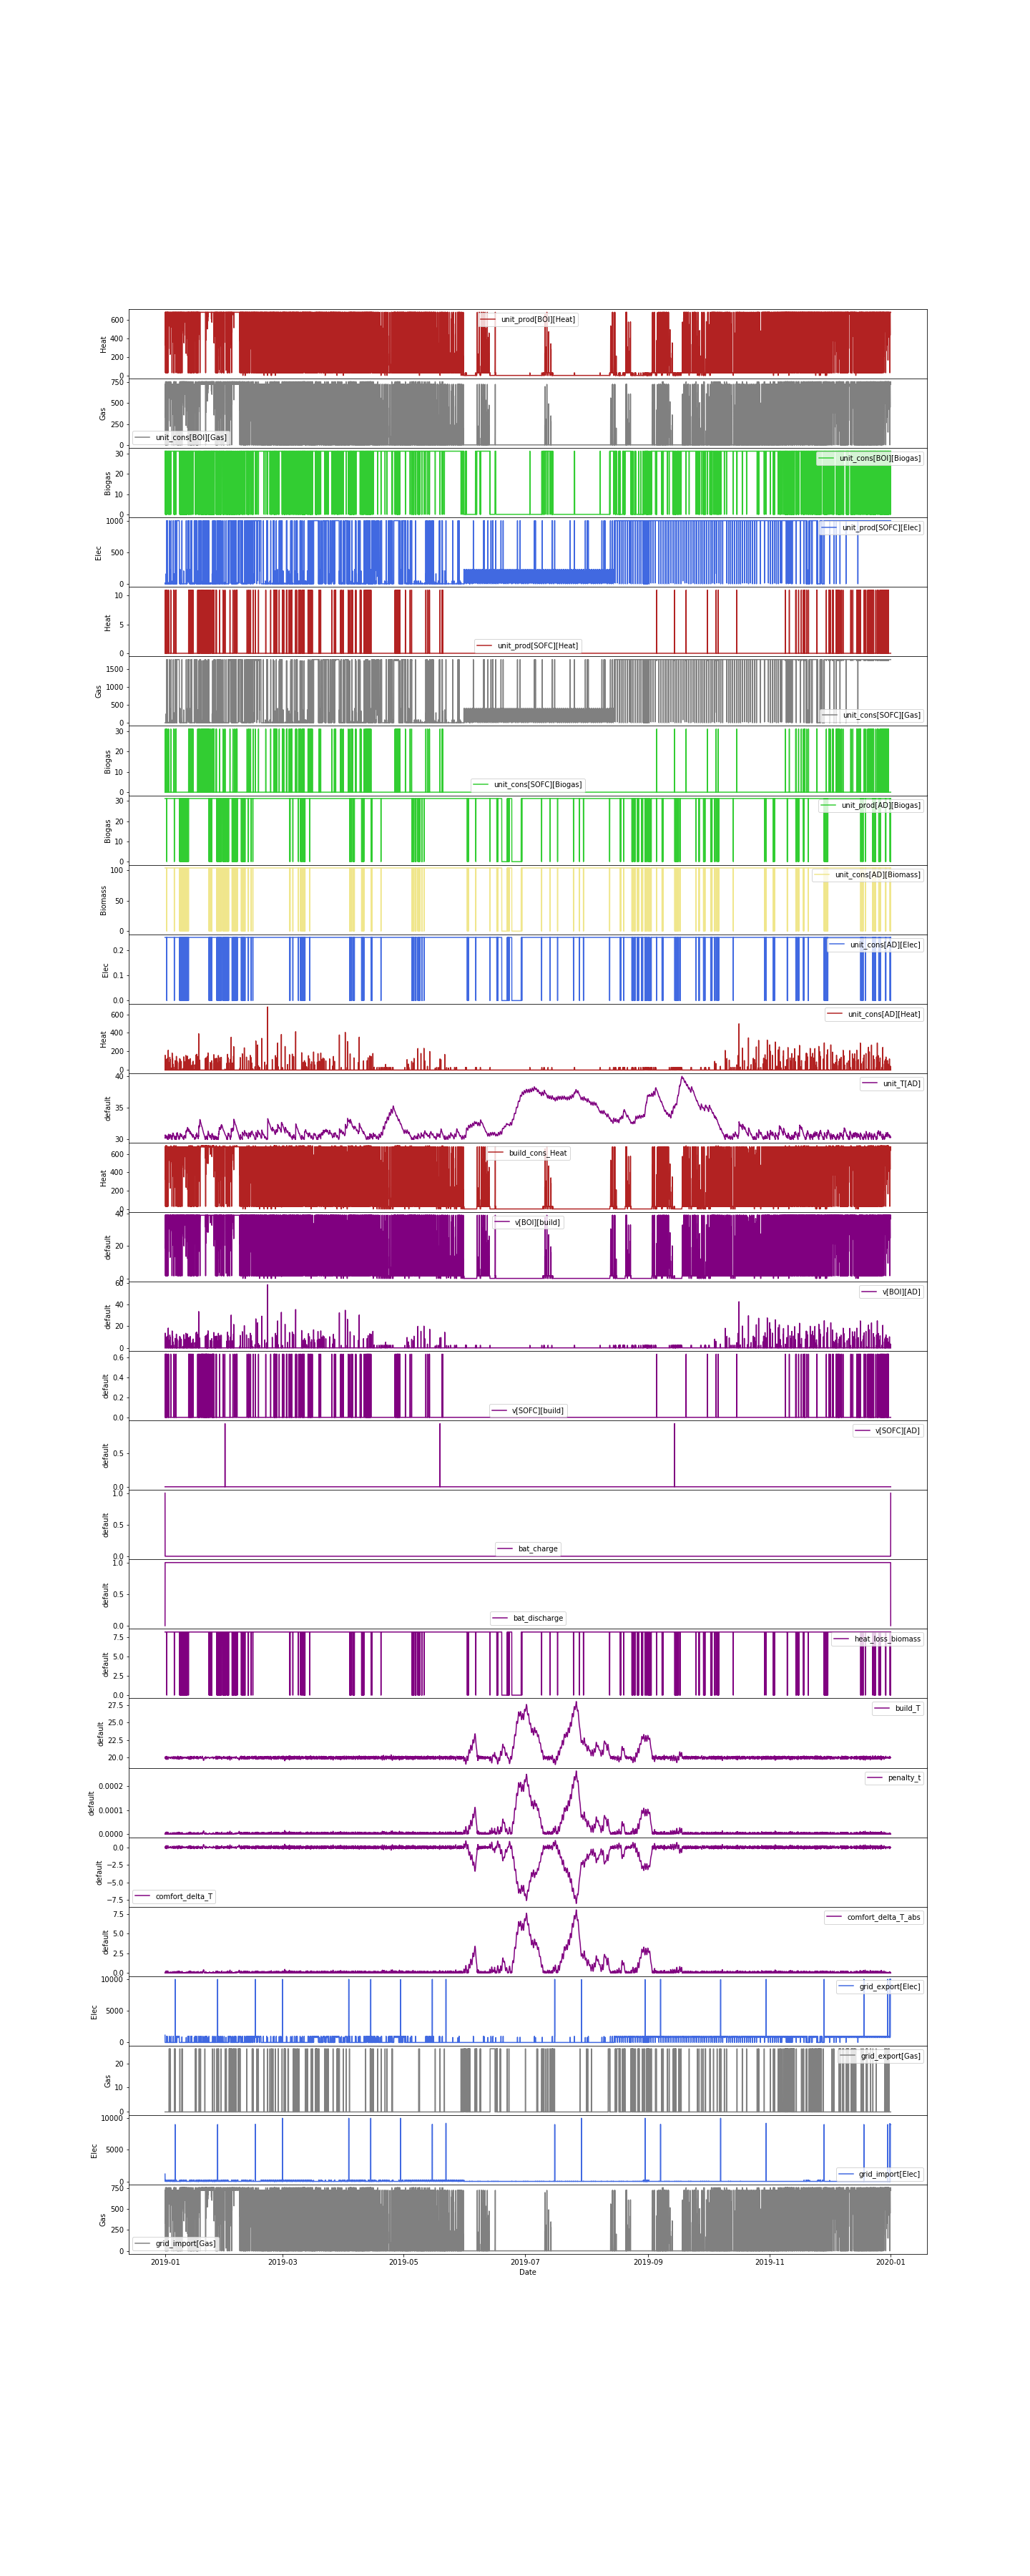 unit_prod[BOI][Heat]
Heat
600
400
200
0
unit_cons[BOI][Gas]
Gas
750
500
250
0
unit_cons[BOI][Biogas]
Biogas
30
20
10
0
unit_prod[SOFC][Elec]
Elec
1000
500
0
unit_prod[SOFC][Heat]
Heat
10
5
0
unit_cons[SOFC][Gas]
Gas
1500
1000
500
0
unit_cons[SOFC][Biogas]
Biogas
30
20
10
0
unit_prod[AD][Biogas]
Biogas
30
20
10
0
unit_cons[AD][Biomass]
Biomass
100
50
0
unit_cons[AD][Elec]
Elec
0.2
0.1
0.0
unit_cons[AD][Heat]
Heat
600
400
200
0
unit_T[AD]
default
40
35
30
build_cons_Heat
Heat
600
400
200
0
v[BOI][build]
default
40
20
0
v[BOI][AD]
default
60
40
20
0
v[SOFC][build]
default
0.6
0.4
0.2
0.0
v[SOFC][AD]
default
0.5
0.0
bat_charge
default
1.0
0.5
0.0
bat_discharge
default
1.0
0.5
0.0
heat_loss_biomass
default
7.5
5.0
2.5
0.0
build_T
default
27.5
25.0
22.5
20.0
penalty_t
default
0.0002
0.0001
0.0000
comfort_delta_T
default
0.0
−2.5
−5.0
−7.5
comfort_delta_T_abs
default
7.5
5.0
2.5
0.0
grid_export[Elec]
Elec
10000
5000
0
grid_export[Gas]
Gas
20
10
0
grid_import[Elec]
Elec
10000
5000
0
grid_import[Gas]
Gas
750
500
250
0
2019-01 2019-03 2019-05 2019-07 2019-09 2019-11 2020-01
Date